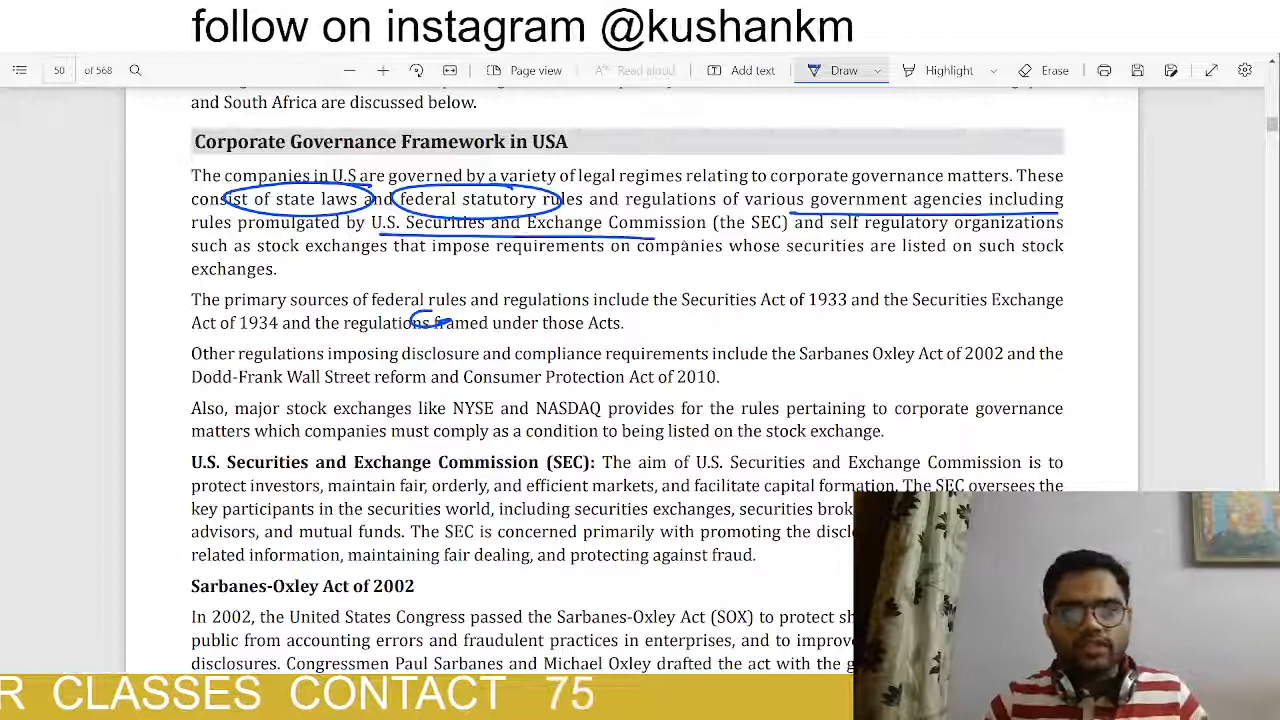 follow on instagram @kushankm
50 of 568 Page view Read aloud Add text Draw Highlight Erase
and South Africa are discussed below.
Corporate Governance Framework in USA
The companies in U.S are governed by a variety of legal regimes relating to corporate governance matters. These
consist of state laws and federal statutory rules and regulations of various government agencies including
rules promulgated by U.S. Securities and Exchange Commission (the SEC) and self regulatory organizations
such as stock exchanges that impose requirements on companies whose securities are listed on such stock
exchanges.
The primary sources of federal rules and regulations include the Securities Act of 1933 and the Securities Exchange
Act of 1934 and the regulations framed under those Acts.
Other regulations imposing disclosure and compliance requirements include the Sarbanes Oxley Act of 2002 and the
Dodd-Frank Wall Street reform and Consumer Protection Act of 2010.
Also, major stock exchanges like NYSE and NASDAQ provides for the rules pertaining to corporate governance
matters which companies must comply as a condition to being listed on the stock exchange.
U.S. Securities and Exchange Commission (SEC): The aim of U.S. Securities and Exchange Commission is to
protect investors, maintain fair, orderly, and efficient markets, and facilitate capital formation. The SEC oversees the
key participants in the securities world, including securities exchanges, securities brok
advisors, and mutual funds. The SEC is concerned primarily with promoting the discl
related information, maintaining fair dealing, and protecting against fraud.
Sarbanes-Oxley Act of 2002
In 2002, the United States Congress passed the Sarbanes-Oxley Act (SOX) to protect sh
public from accounting errors and fraudulent practices in enterprises, and to improv
disclosures. Congressmen Paul Sarbanes and Michael Oxley drafted the act with the g
R CLASSES CONTACT 75